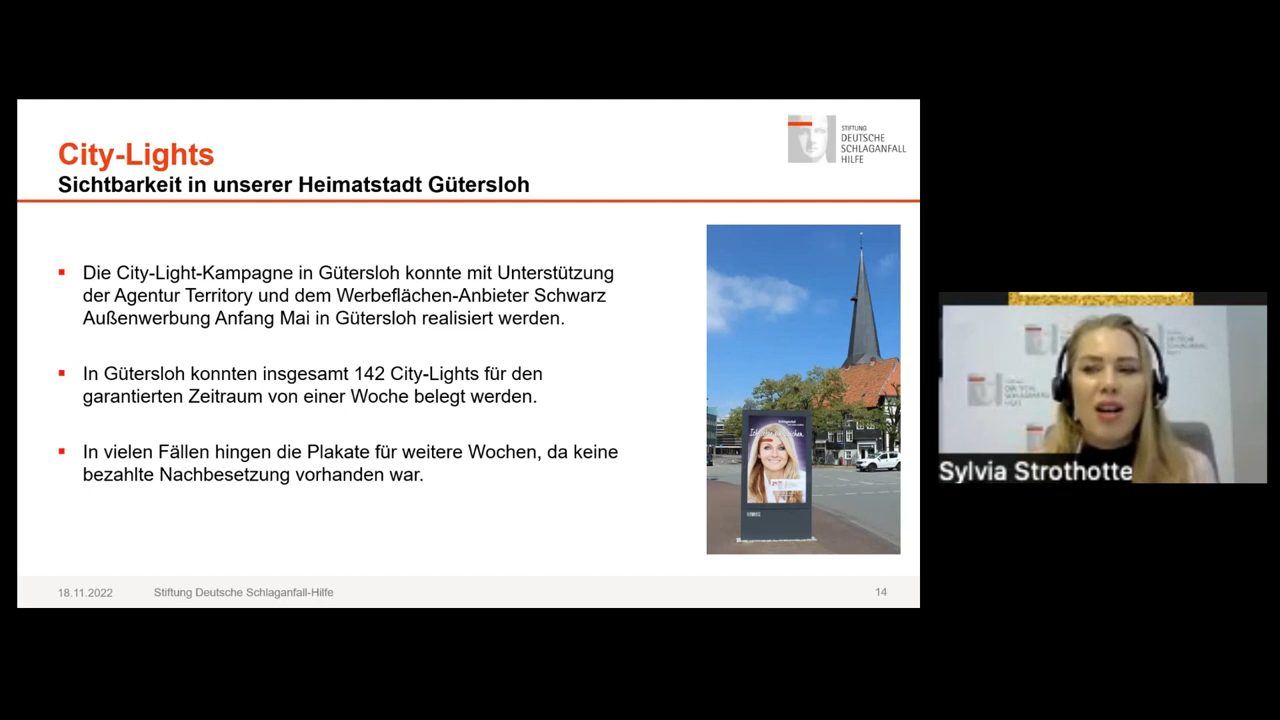 City-Lights
Sichtbarkeit in unserer Heimatstadt Gütersloh
STIFTUNG
DEUTSCHE
SCHLAGANFALL
HILFE
▪ Die City-Light-Kampagne in Gütersloh konnte mit Unterstützung
der Agentur Territory und dem Werbeflächen-Anbieter Schwarz
Außenwerbung Anfang Mai in Gütersloh realisiert werden.
▪ In Gütersloh konnten insgesamt 142 City-Lights für den
garantierten Zeitraum von einer Woche belegt werden.
▪ In vielen Fällen hingen die Plakate für weitere Wochen, da keine
bezahlte Nachbesetzung vorhanden war.
18.11.2022 Stiftung Deutsche Schlaganfall-Hilfe 14
Sylvia Strothotte